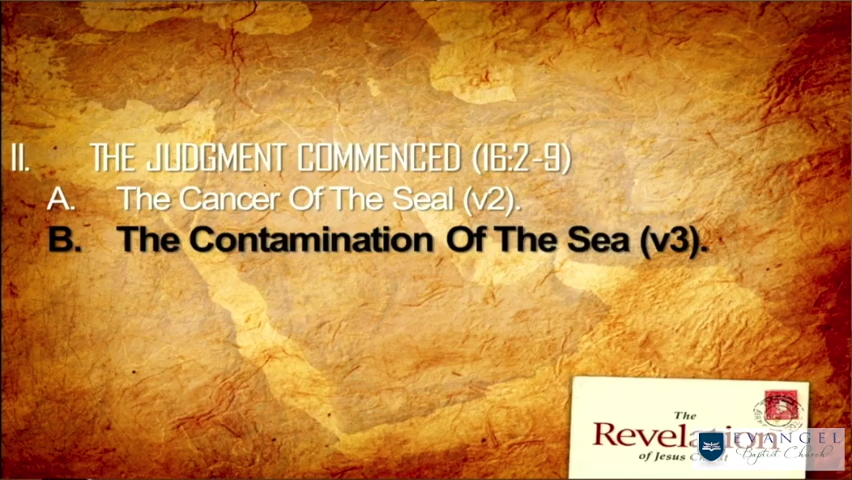 II. THE JUDGMENT COMMENCED (16:2-9)
A. The Cancer Of The Seal (v2).
B. The Contamination Of The Sea (v3).
The
Revelation
of Jesus Christ
EVANGEL
Baptist Church